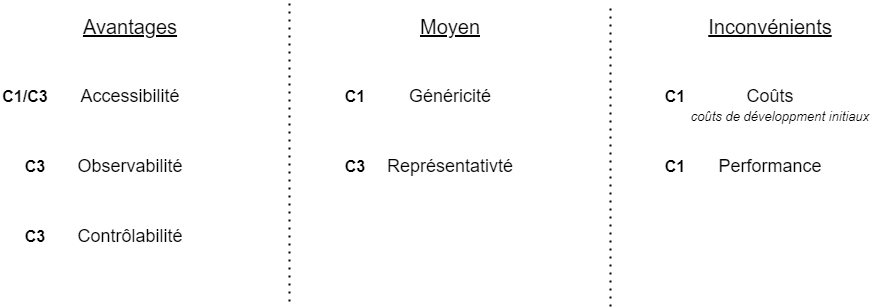 Avantages Moyen Inconvénients
C1/C3 Accessibilité C1 Généricité C1 Coûts
coûts de développment initiaux
C3 Observabilité C3 Représentativté C1 Performance
C3 Contrôlabilité